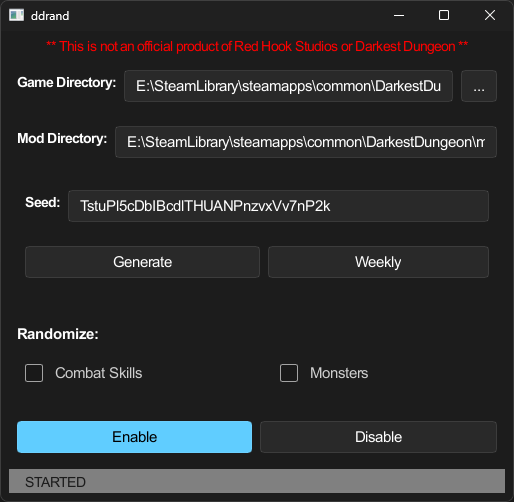 ddrand
** This is not an official product of Red Hook Studios or Darkest Dungeon **
Game Directory: E:\SteamLibrary\steamapps\common\DarkestDu ...
Mod Directory: E:\SteamLibrary\steamapps\common\DarkestDungeon\m
Seed: TstuPl5cDbIBcdlTHUANPnzvxVv7nP2k
Generate Weekly
Randomize:
Combat Skills Monsters
Enable Disable
STARTED